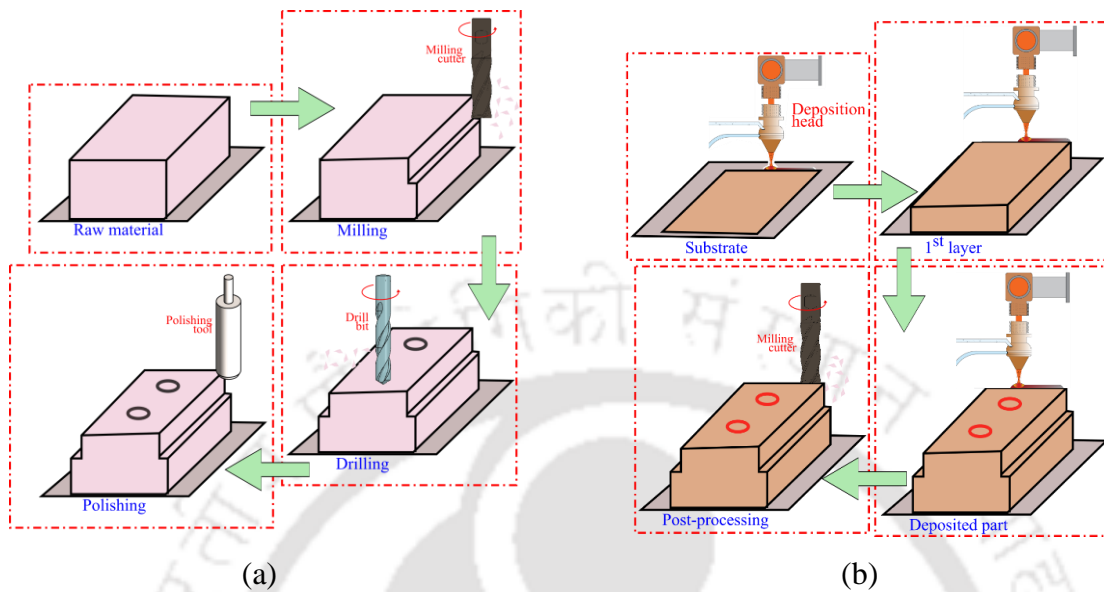 Milling
cutter
Raw material
Milling
Polishing
tool
Drill
bit
Polishing
Drilling
(a)
Deposition
head
Substrate
1st layer
Milling
cutter
Post-processing
Deposited part
(b)